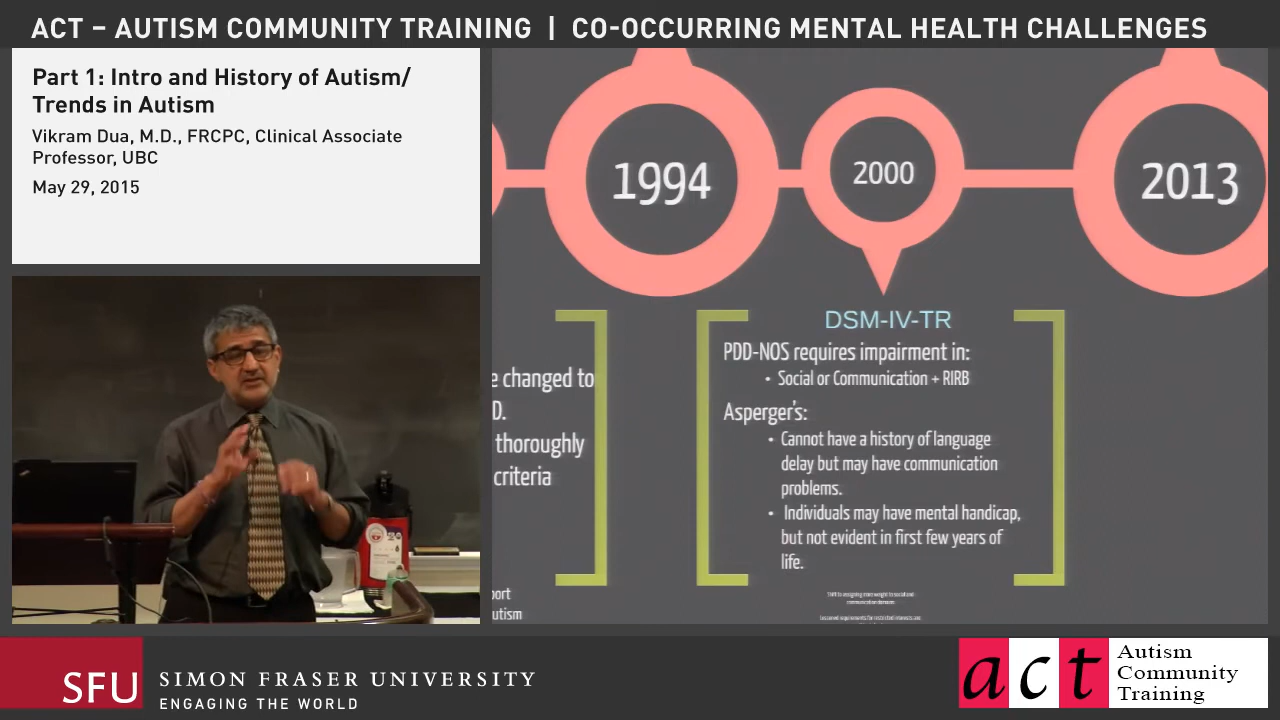 ACT – AUTISM COMMUNITY TRAINING | CO-OCCURRING MENTAL HEALTH CHALLENGES
Part 1: Intro and History of Autism/
Trends in Autism
Vikram Dua, M.D., FRCPC, Clinical Associate
Professor, UBC
May 29, 2015
1994
2000
2013
e changed to
D.
thoroughly
criteria
port
utism
DSM-IV-TR
PDD-NOS requires impairment in:
• Social or Communication + RIRB
Asperger's:
• Cannot have a history of language
delay but may have communication
problems.
• Individuals may have mental handicap,
but not evident in first few years of
life.
SFU
SIMON FRASER UNIVERSITY
ENGAGING THE WORLD
act
Autism
Community
Training